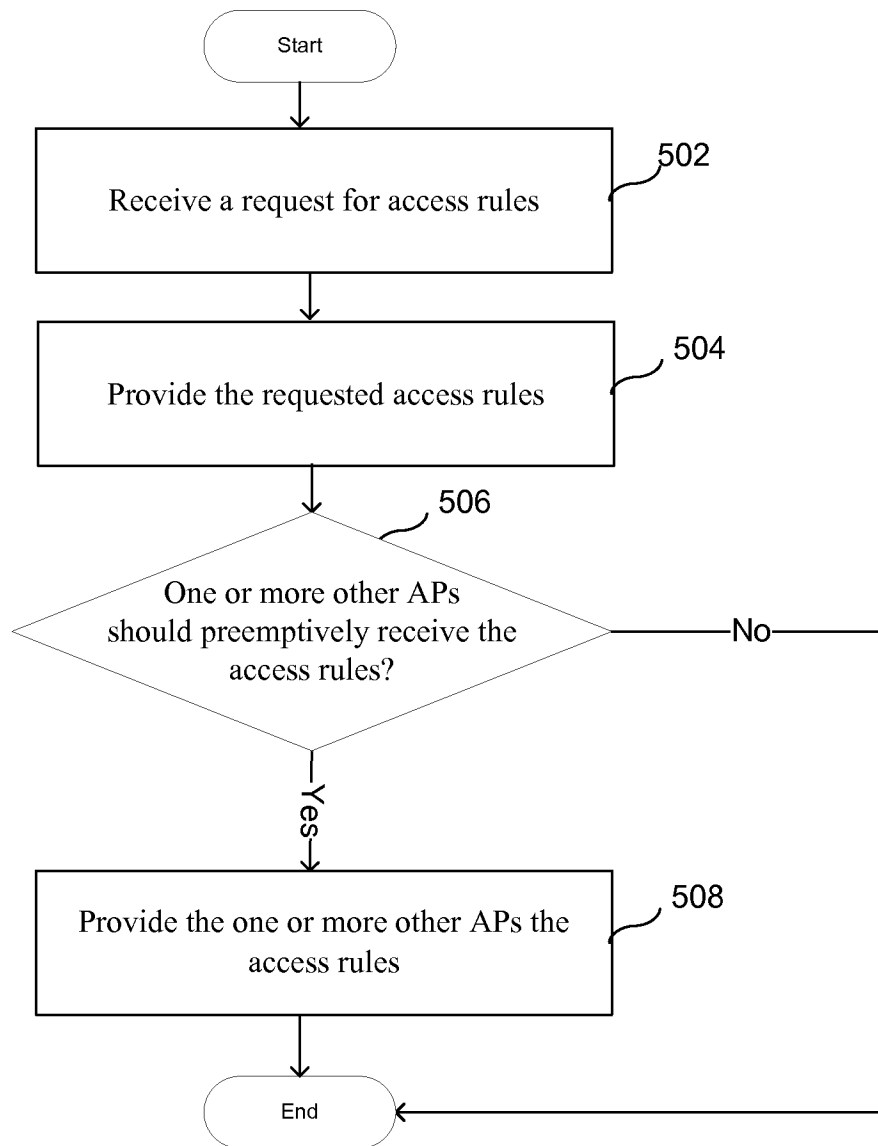 Start
502
Receive a request for access rules
504
Provide the requested access rules
506
One or more other APs
should preemptively receive the
access rules?
No
Yes
508
Provide the one or more other APs the
access rules
End